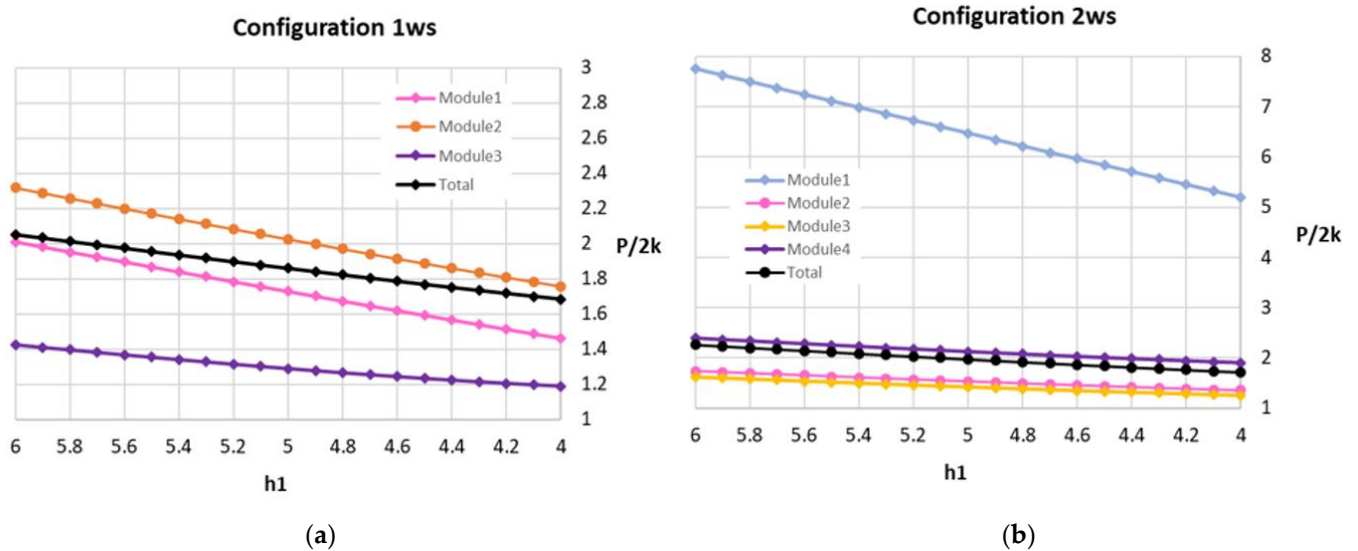 Configuration 1ws
3
2.8
2.6
2.4
2.2
2
1.8
1.6
1.4
1.2
1
P/2k
Module1
Module2
Module3
Total
6 5.8 5.6 5.4 5.2 5 4.8 4.6 4.4 4.2 4
h1
(a)
Configuration 2ws
8
7
6
5
4
3
2
1
P/2k
Module1
Module2
Module3
Module4
Total
6 5.8 5.6 5.4 5.2 5 4.8 4.6 4.4 4.2 4
h1
(b)